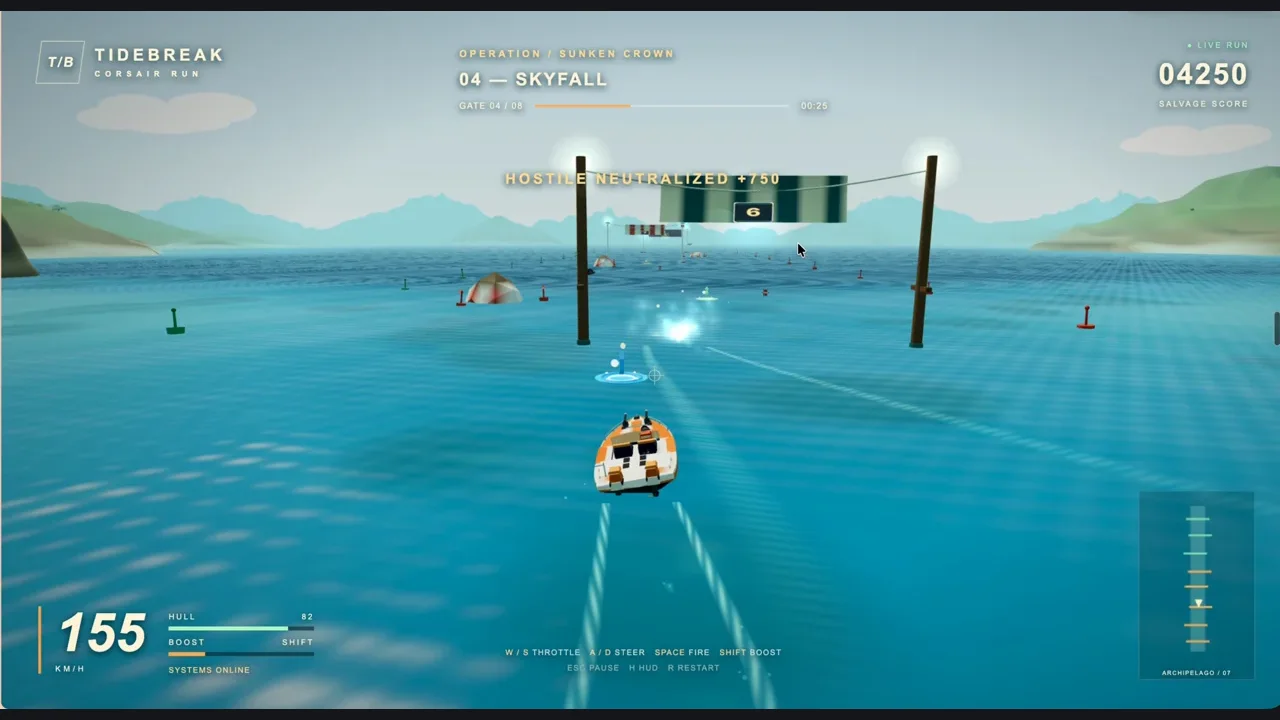 T/B
TIDEBREAK
CORSAIR RUN
OPERATION / SUNKEN CROWN
04 — SKYFALL
GATE 04 / 08
00:25
• LIVE RUN
04250
SALVAGE SCORE
HOSTILE NEUTRALIZED +750
6
155
KM/H
HULL 82
BOOST SHIFT
SYSTEMS ONLINE
W / S THROTTLE A / D STEER SPACE FIRE SHIFT BOOST
ESC PAUSE H HUD R RESTART
ARCHIPELAGO / 07